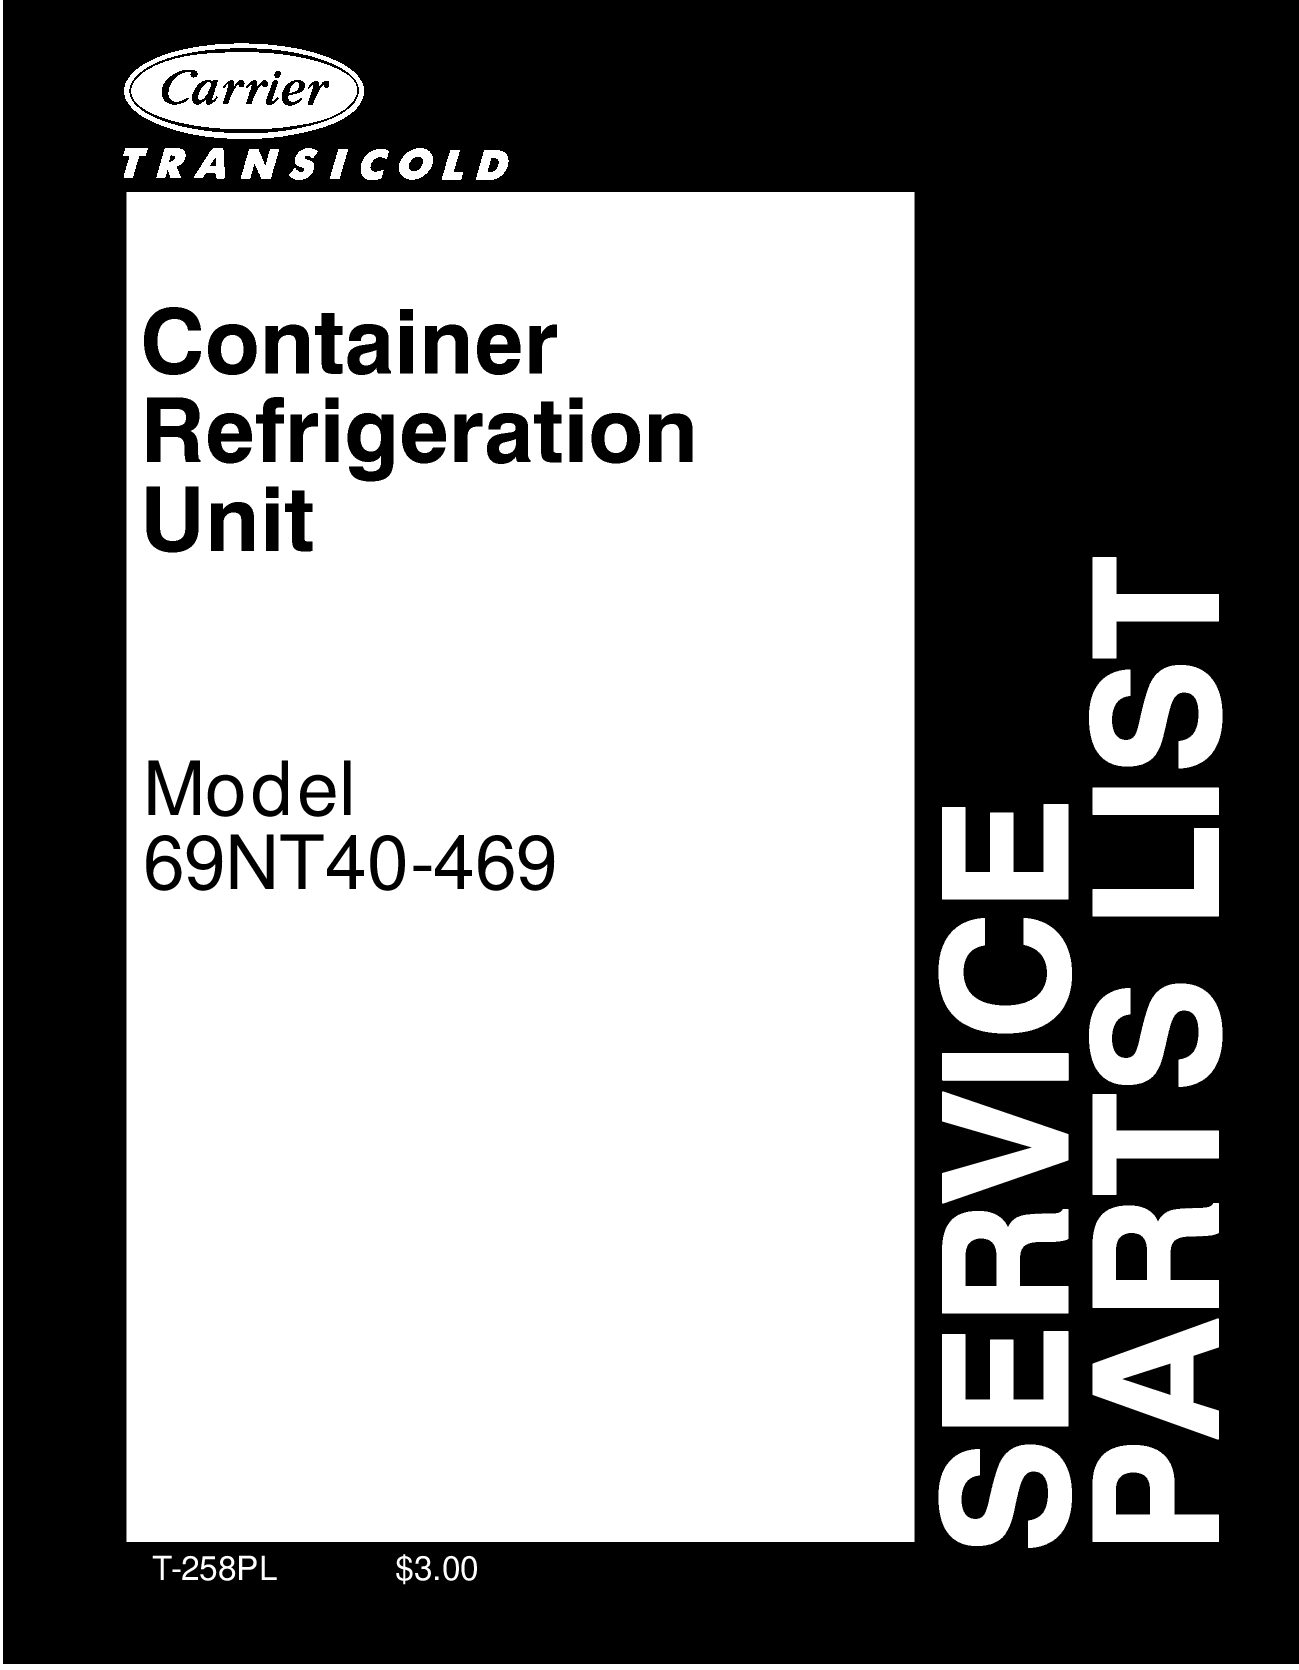 Carrier
TRANSICOLD
Container
Refrigeration
Unit
Model
69NT40-469
SERVICE
PARTS LIST
T-258PL $3.00